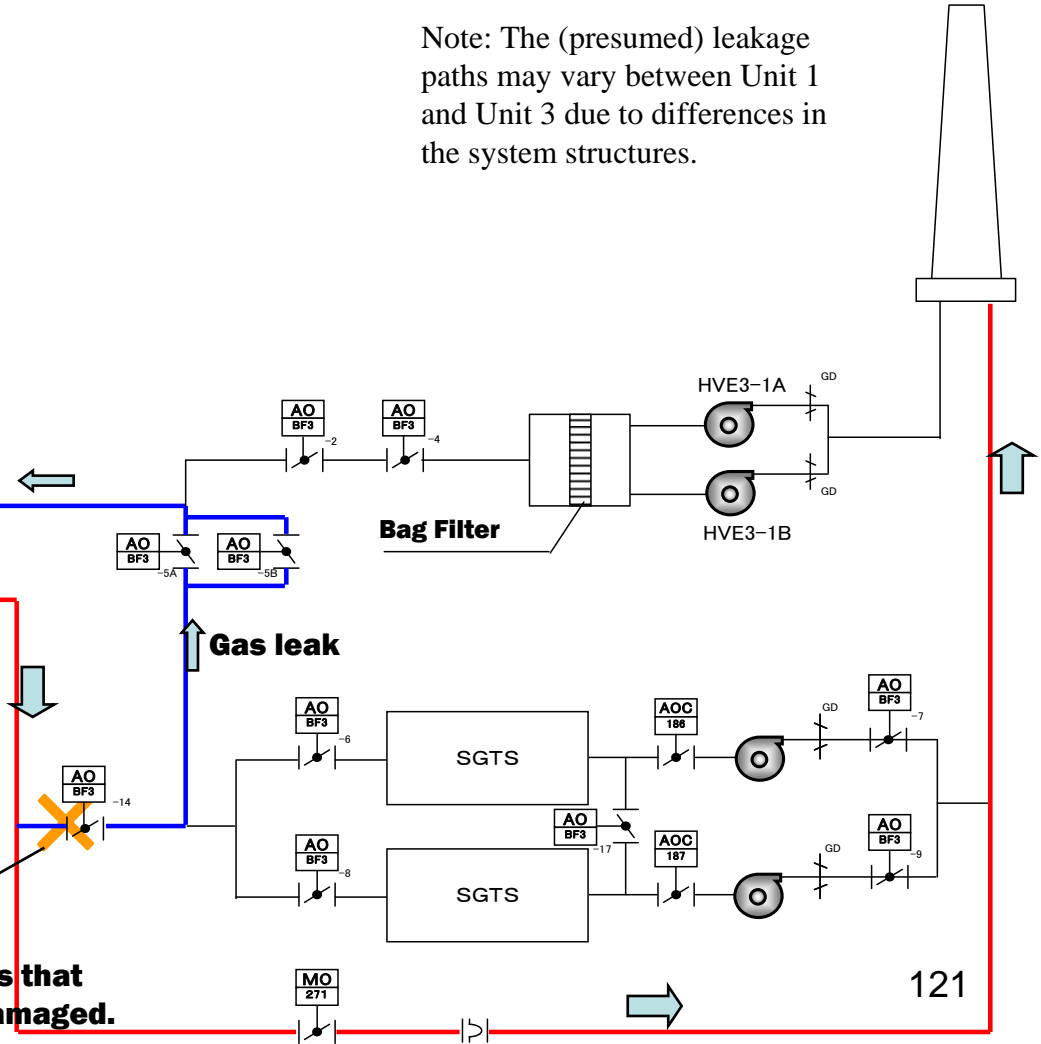 Note: The (presumed) leakage
paths may vary between Unit 1
and Unit 3 due to differences in
the system structures.
HVE3-1A
GD
AO
BF3
-2
AO
BF3
-4
GD
HVE3-1B
Bag Filter
AO
BF3
-5A
AO
BF3
-5B
Gas leak
AO
BF3
-6
SGTS
AOC
186
GD
AO
BF3
-7
AO
BF3
-14
AO
BF3
-17
AO
BF3
-8
SGTS
AOC
187
GD
AO
BF3
-9
that
MO
271
121